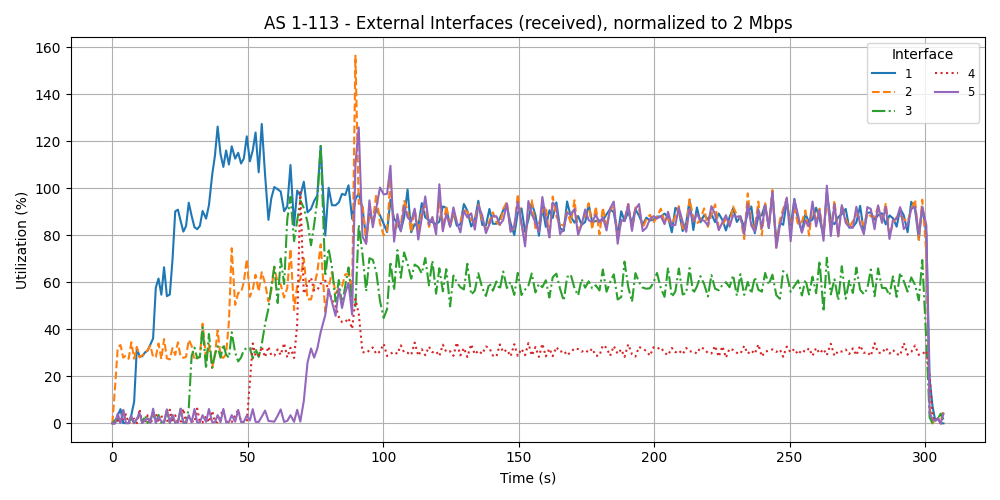 AS 1-113 - External Interfaces (received), normalized to 2 Mbps
Interface
1 4
2 5
3
160
140
120
100
80
60
40
20
0
Utilization (%)
0 50 100 150 200 250 300
Time (s)